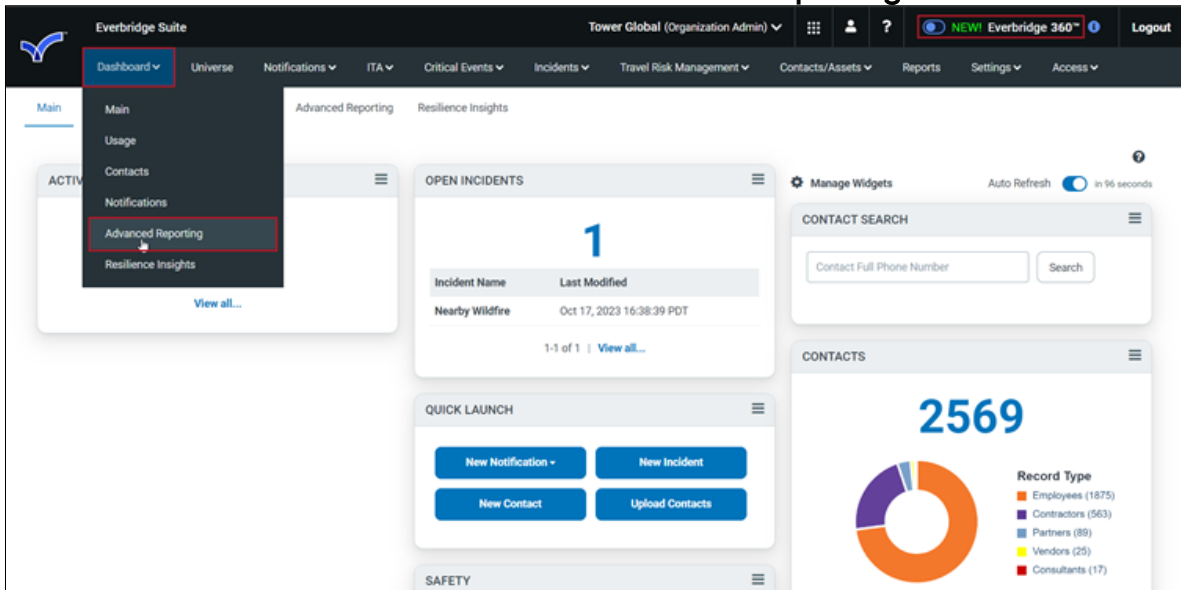 Everbridge Suite
Tower Global (Organization Admin)
?
NEW! Everbridge 360™
Logout
Dashboard
Universe
Notifications
ITA
Critical Events
Incidents
Travel Risk Management
Contacts/Assets
Reports
Settings
Access
Main
Advanced Reporting
Resilience Insights
Main
Usage
Contacts
Notifications
Advanced Reporting
Resilience Insights
ACTIV
View all...
OPEN INCIDENTS
1
Incident Name Last Modified
Nearby Wildfire Oct 17, 2023 16:38:39 PDT
1-1 of 1 | View all...
QUICK LAUNCH
New Notification
New Incident
New Contact
Upload Contacts
SAFETY
Manage Widgets
Auto Refresh in 96 seconds
CONTACT SEARCH
Contact Full Phone Number
Search
CONTACTS
2569
Record Type
Employees (1875)
Contractors (563)
Partners (89)
Vendors (25)
Consultants (17)